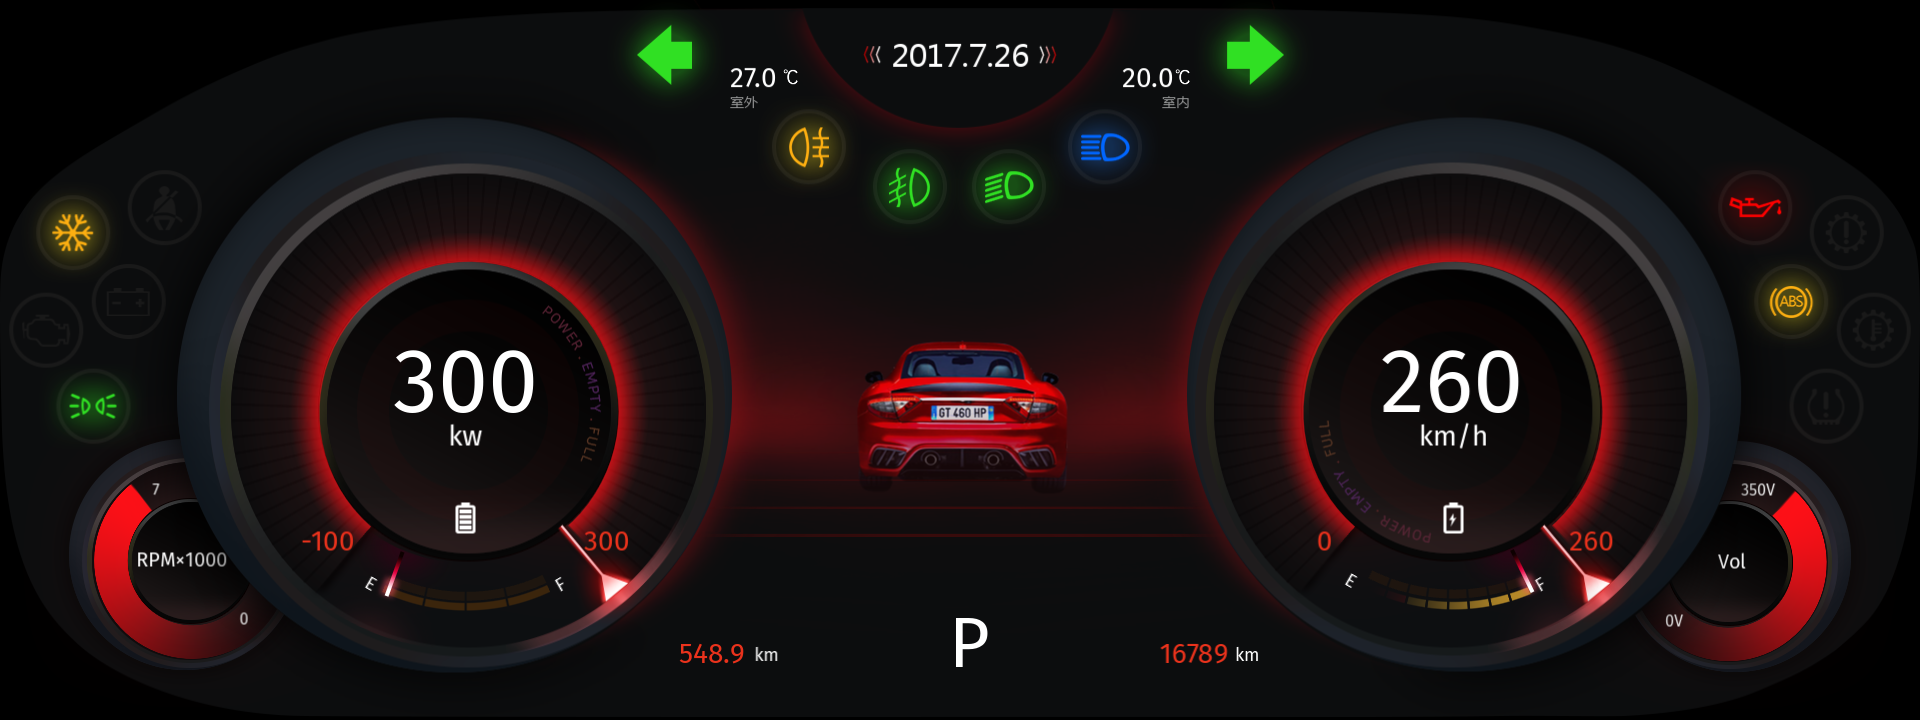 2017.7.26
27.0 ℃
室外
20.0℃
室内
ABS
300
kw
POWER . EMPTY . FULL
-100
300
E
F
GT 460 HP
260
km/h
POWER . EMPTY . FULL
0
260
E
F
7
RPM×1000
0
350V
Vol
0V
548.9 km
P
16789 km